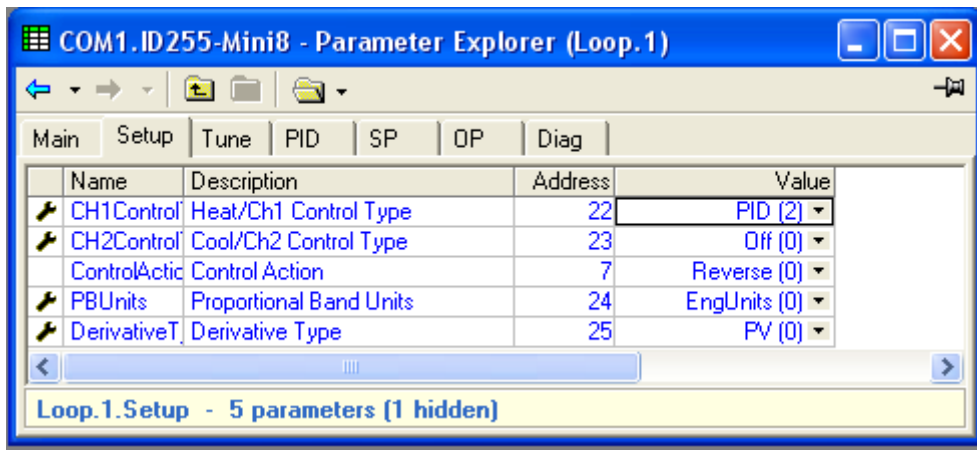 COM1.ID255-Mini8 - Parameter Explorer (Loop.1)
Main Setup Tune PID SP OP Diag
Name Description Address Value
CH1Control Heat/Ch1 Control Type 22 PID (2)
CH2Control Cool/Ch2 Control Type 23 Off (0)
ControlActic Control Action 7 Reverse (0)
PBUnits Proportional Band Units 24 EngUnits (0)
DerivativeT Derivative Type 25 PV (0)
Loop.1.Setup - 5 parameters (1 hidden)